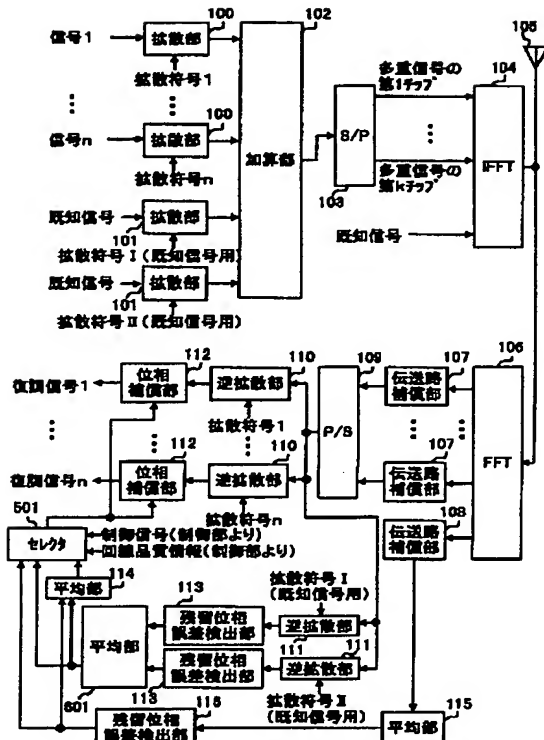 信号1
拡散部
100
102
拡散符号1
信号n
拡散部
100
拡散符号n
加算部
既知信号
拡散部
101
拡散符号Ⅰ(既知信号用)
既知信号
拡散部
101
拡散符号Ⅱ(既知信号用)
S/P
103
多重信号の
第1チップ
多重信号の
第kチップ
既知信号
104
IFFT
105
106
FFT
107
伝送路
補償部
107
伝送路
補償部
108
伝送路
補償部
109
P/S
110
逆拡散部
拡散符号1
110
逆拡散部
拡散符号n
112
位相
補償部
復調信号1
112
位相
補償部
復調信号n
501
セレクタ
制御信号(制御部より)
回線品質情報(制御部より)
114
平均部
平均部
601
113
残留位相
誤差検出部
残留位相
誤差検出部
113
拡散符号Ⅰ
(既知信号用)
逆拡散部
111
111
逆拡散部
拡散符号Ⅱ
(既知信号用)
116
残留位相
誤差検出部
115
平均部